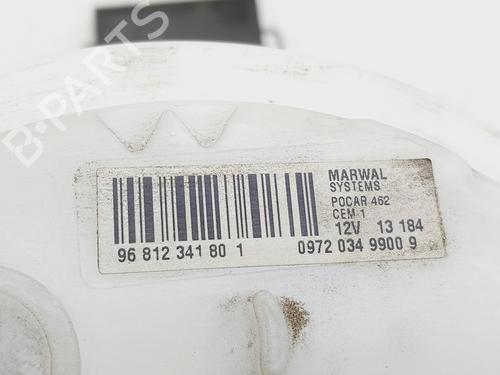 B-PARTS
MARWAL
SYSTEMS
POCAR 462
CEM 1
12V 13 184
96 812 341 80 1
0972 034 9900 9